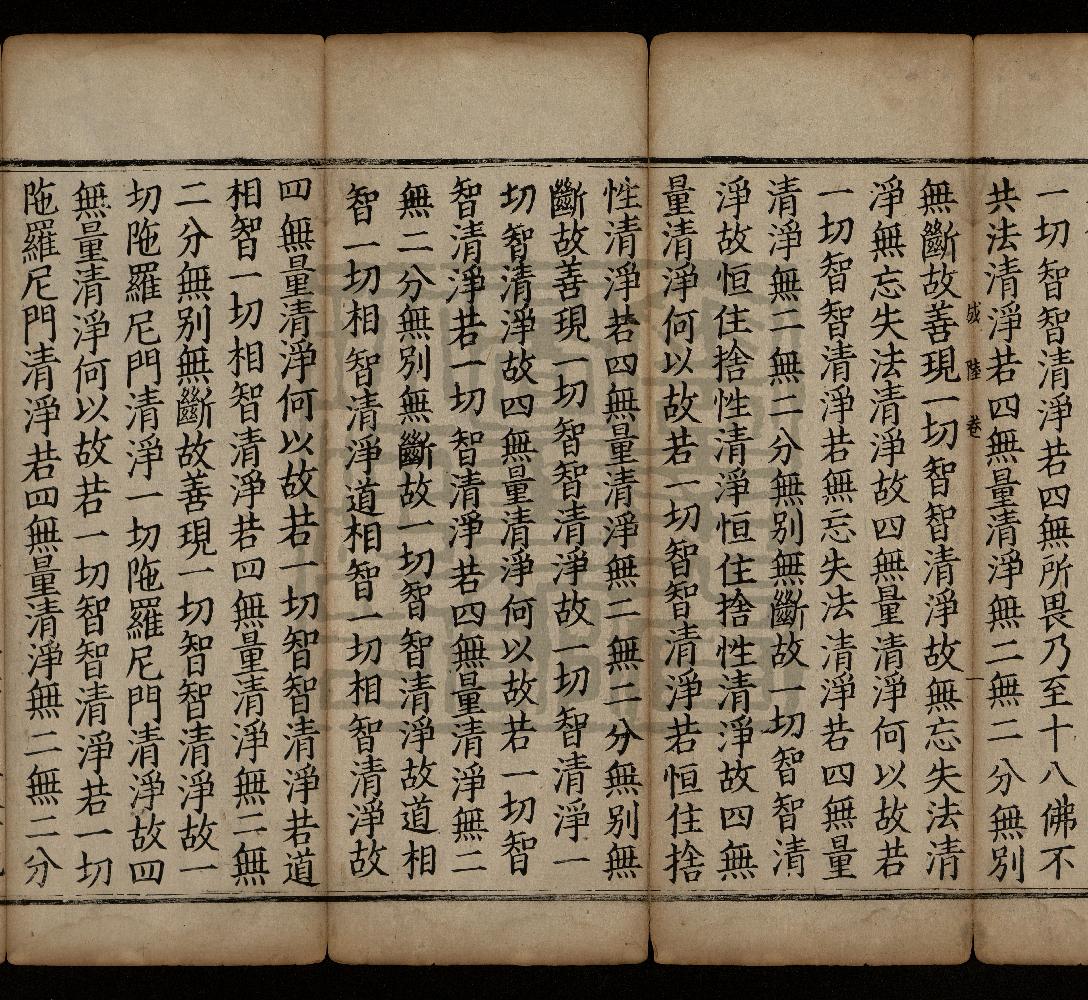 一切智智清淨若四無所畏乃至十八佛不
共法清淨若四無量清淨無二無二分無別
陸卷 一
無斷故善現一切智智清淨故無忘失法清
淨無忘失法清淨故四無量清淨何以故若
一切智智清淨若無忘失法清淨若四無量
清淨無二無二分無別無斷故一切智智清
淨故恒住捨性清淨恒住捨性清淨故四無
量清淨何以故若一切智智清淨若恒住捨
性清淨若四無量清淨無二無二分無別無
斷故善現一切智智清淨故一切智清淨一
切智清淨故四無量清淨何以故若一切智
智清淨若一切智清淨若四無量清淨無二
無二分無別無斷故一切智智清淨故道相
智一切相智清淨道相智一切相智清淨故
四無量清淨何以故若一切智智清淨若道
相智一切相智清淨若四無量清淨無二無
二分無別無斷故善現一切智智清淨故一
切陁羅尼門清淨一切陁羅尼門清淨故四
無量清淨何以故若一切智智清淨若一切
陁羅尼門清淨若四無量清淨無二無二分